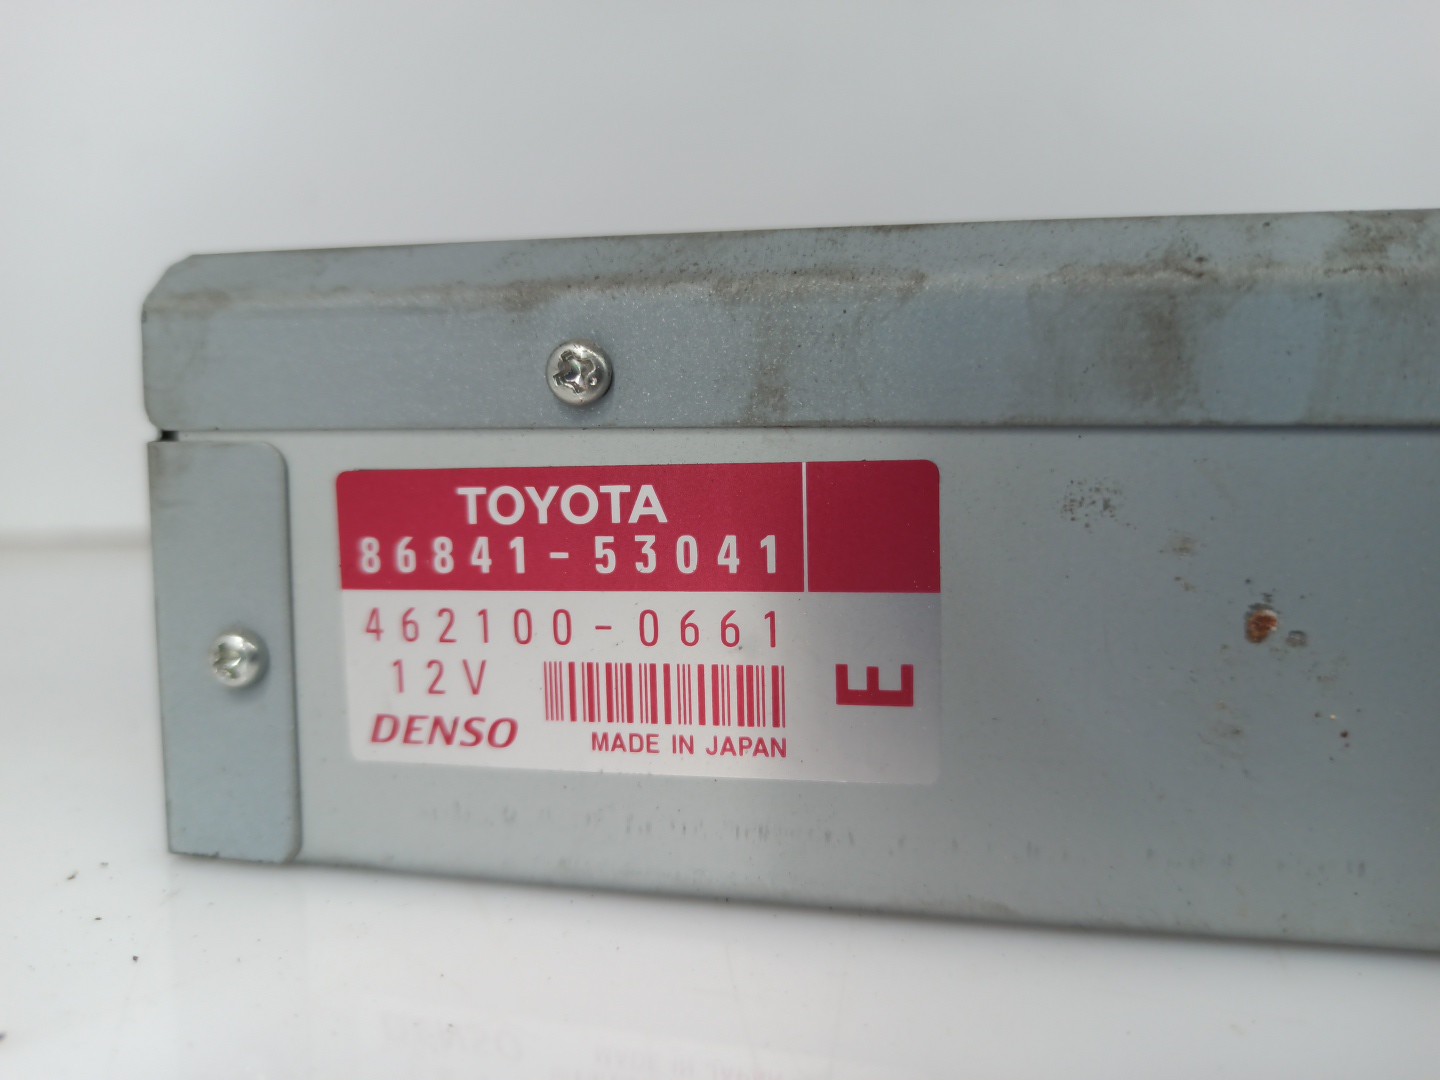 TOYOTA
86841-53041
462100-0661
12V
E
DENSO
MADE IN JAPAN